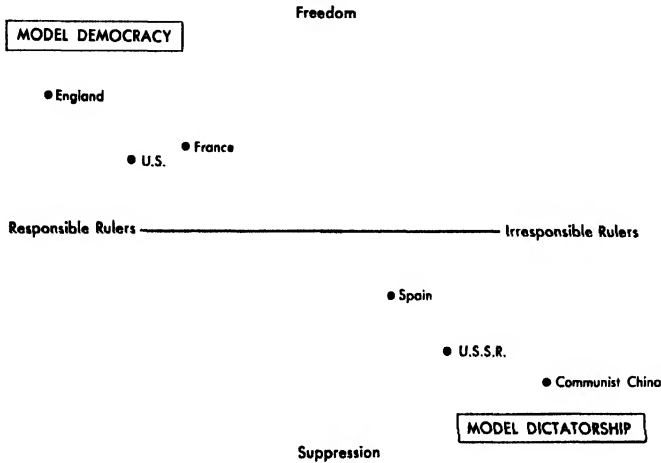 Freedom
MODEL DEMOCRACY
England
France
U.S.
Responsible Rulers
Irresponsible Rulers
Spain
U.S.S.R.
Communist China
MODEL DICTATORSHIP
Suppression